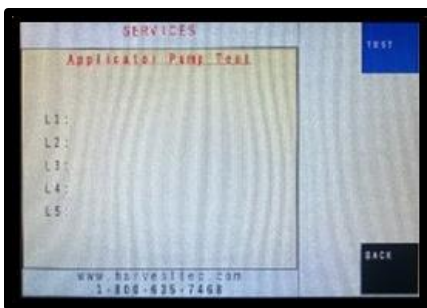 SERVICES
TEST
Applicator Pump Test
L1:
L2:
L3:
L4:
L5:
BACK
www.harvesttec.com
1-800-635-7468